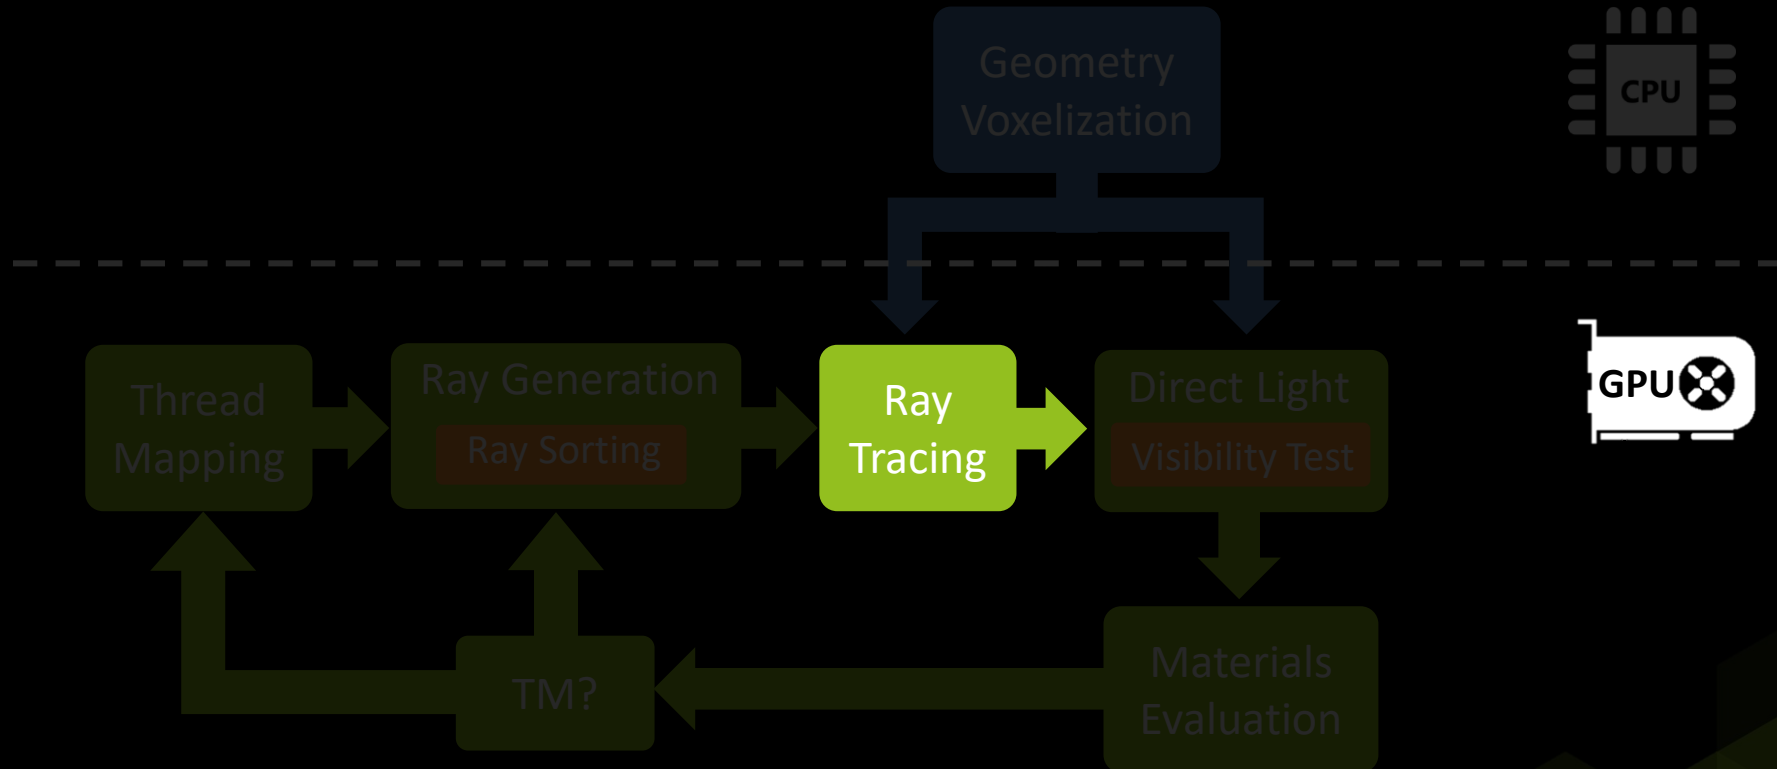 Geometry
Voxelization
CPU
Thread
Mapping
Ray Generation
Ray Sorting
Ray
Tracing
Direct Light
Visibility Test
GPU
TM?
Materials
Evaluation